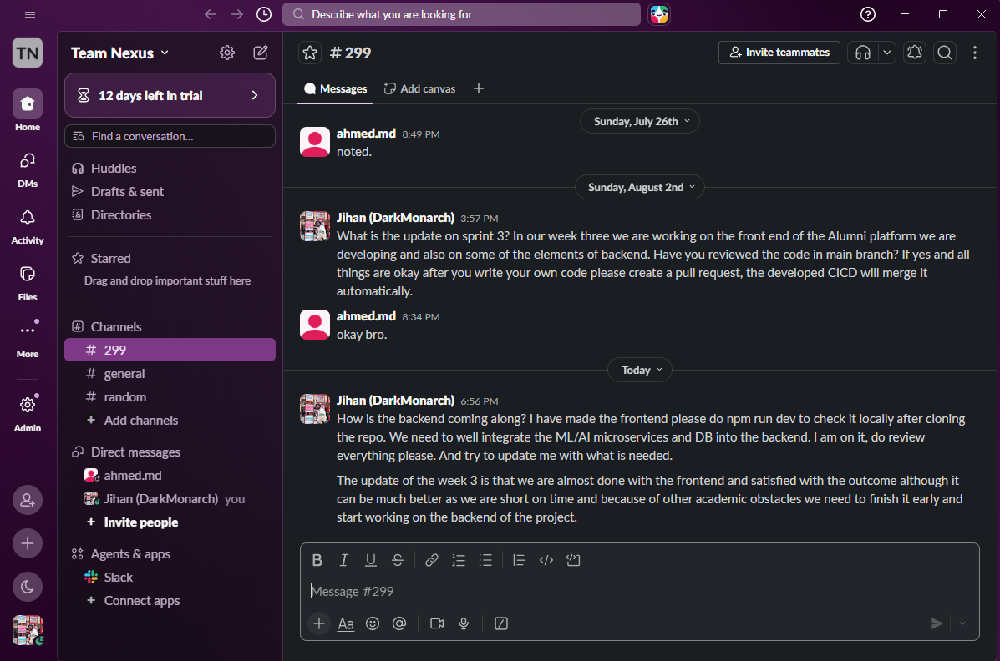 Describe what you are looking for
TN
Home
DMs
Activity
Files
More
Admin
Team Nexus
12 days left in trial
Find a conversation...
Huddles
Drafts & sent
Directories
Starred
Drag and drop important stuff here
Channels
# 299
# general
# random
+ Add channels
Direct messages
ahmed.md
Jihan (DarkMonarch) you
+ Invite people
Agents & apps
Slack
+ Connect apps
# 299
Invite teammates
Messages
Add canvas
+
Sunday, July 26th
ahmed.md 8:49 PM
noted.
Sunday, August 2nd
Jihan (DarkMonarch) 3:57 PM
What is the update on sprint 3? In our week three we are working on the front end of the Alumni platform we are
developing and also on some of the elements of backend. Have you reviewed the code in main branch? If yes and all
things are okay after you write your own code please create a pull request, the developed CICD will merge it
automatically.
ahmed.md 8:34 PM
okay bro.
Today
Jihan (DarkMonarch) 6:56 PM
How is the backend coming along? I have made the frontend please do npm run dev to check it locally after cloning
the repo. We need to well integrate the ML/AI microservices and DB into the backend. I am on it, do review
everything please. And try to update me with what is needed.
The update of the week 3 is that we are almost done with the frontend and satisfied with the outcome although it
can be much better as we are short on time and because of other academic obstacles we need to finish it early and
start working on the backend of the project.
B I U S
Message #299
+ Aa @